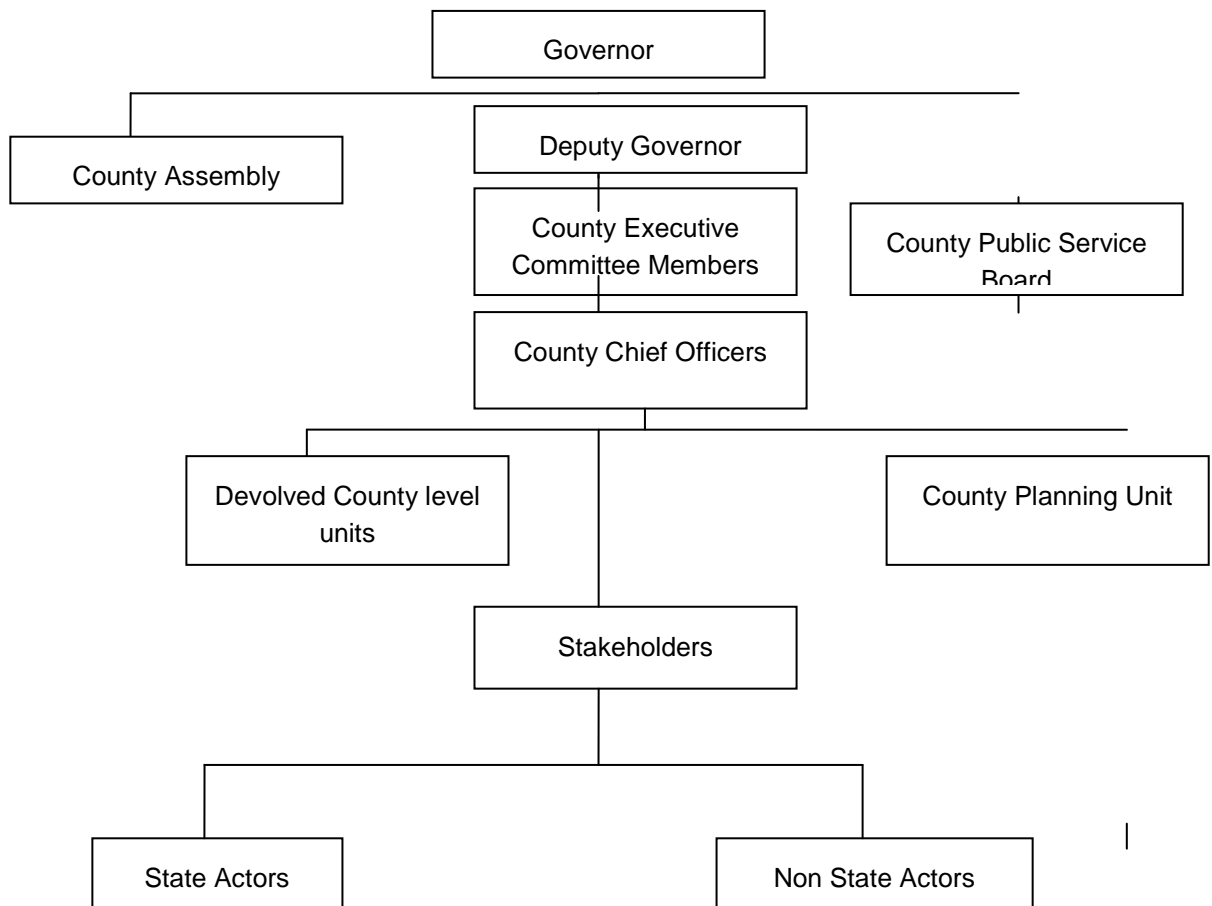 Governor
Deputy Governor
County Assembly
County Executive
Committee Members
County Public Service
Board
County Chief Officers
Devolved County level
units
County Planning Unit
Stakeholders
State Actors
Non State Actors